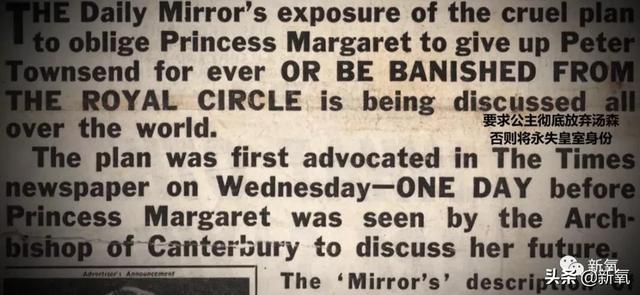 THE Daily Mirror's exposure of the cruel plan
to oblige Princess Margaret to give up Peter
Townsend for ever OR BE BANISHED FROM
THE ROYAL CIRCLE is being discussed all
over the world.
要求公主彻底放弃汤森
否则将永失皇室身份
The plan was first advocated in The Times
newspaper on Wednesday—ONE DAY before
Princess Margaret was seen by the Arch-
bishop of Canterbury to discuss her future.
Advertiser's Announcement
The 'Mirror's' descrip
新氧
头条@新氧